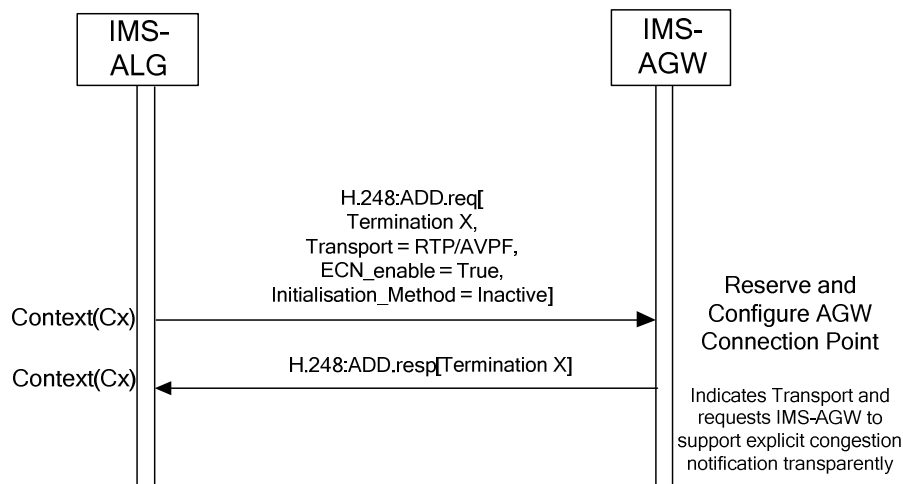 IMS-
ALG
IMS-
AGW
H.248:ADD.req[
Termination X,
Transport = RTP/AVPF,
ECN_enable = True,
Initialisation_Method = Inactive]
Context(Cx)
Reserve and
Configure AGW
Connection Point
H.248:ADD.resp[Termination X]
Context(Cx)
Indicates Transport and
requests IMS-AGW to
support explicit congestion
notification transparently